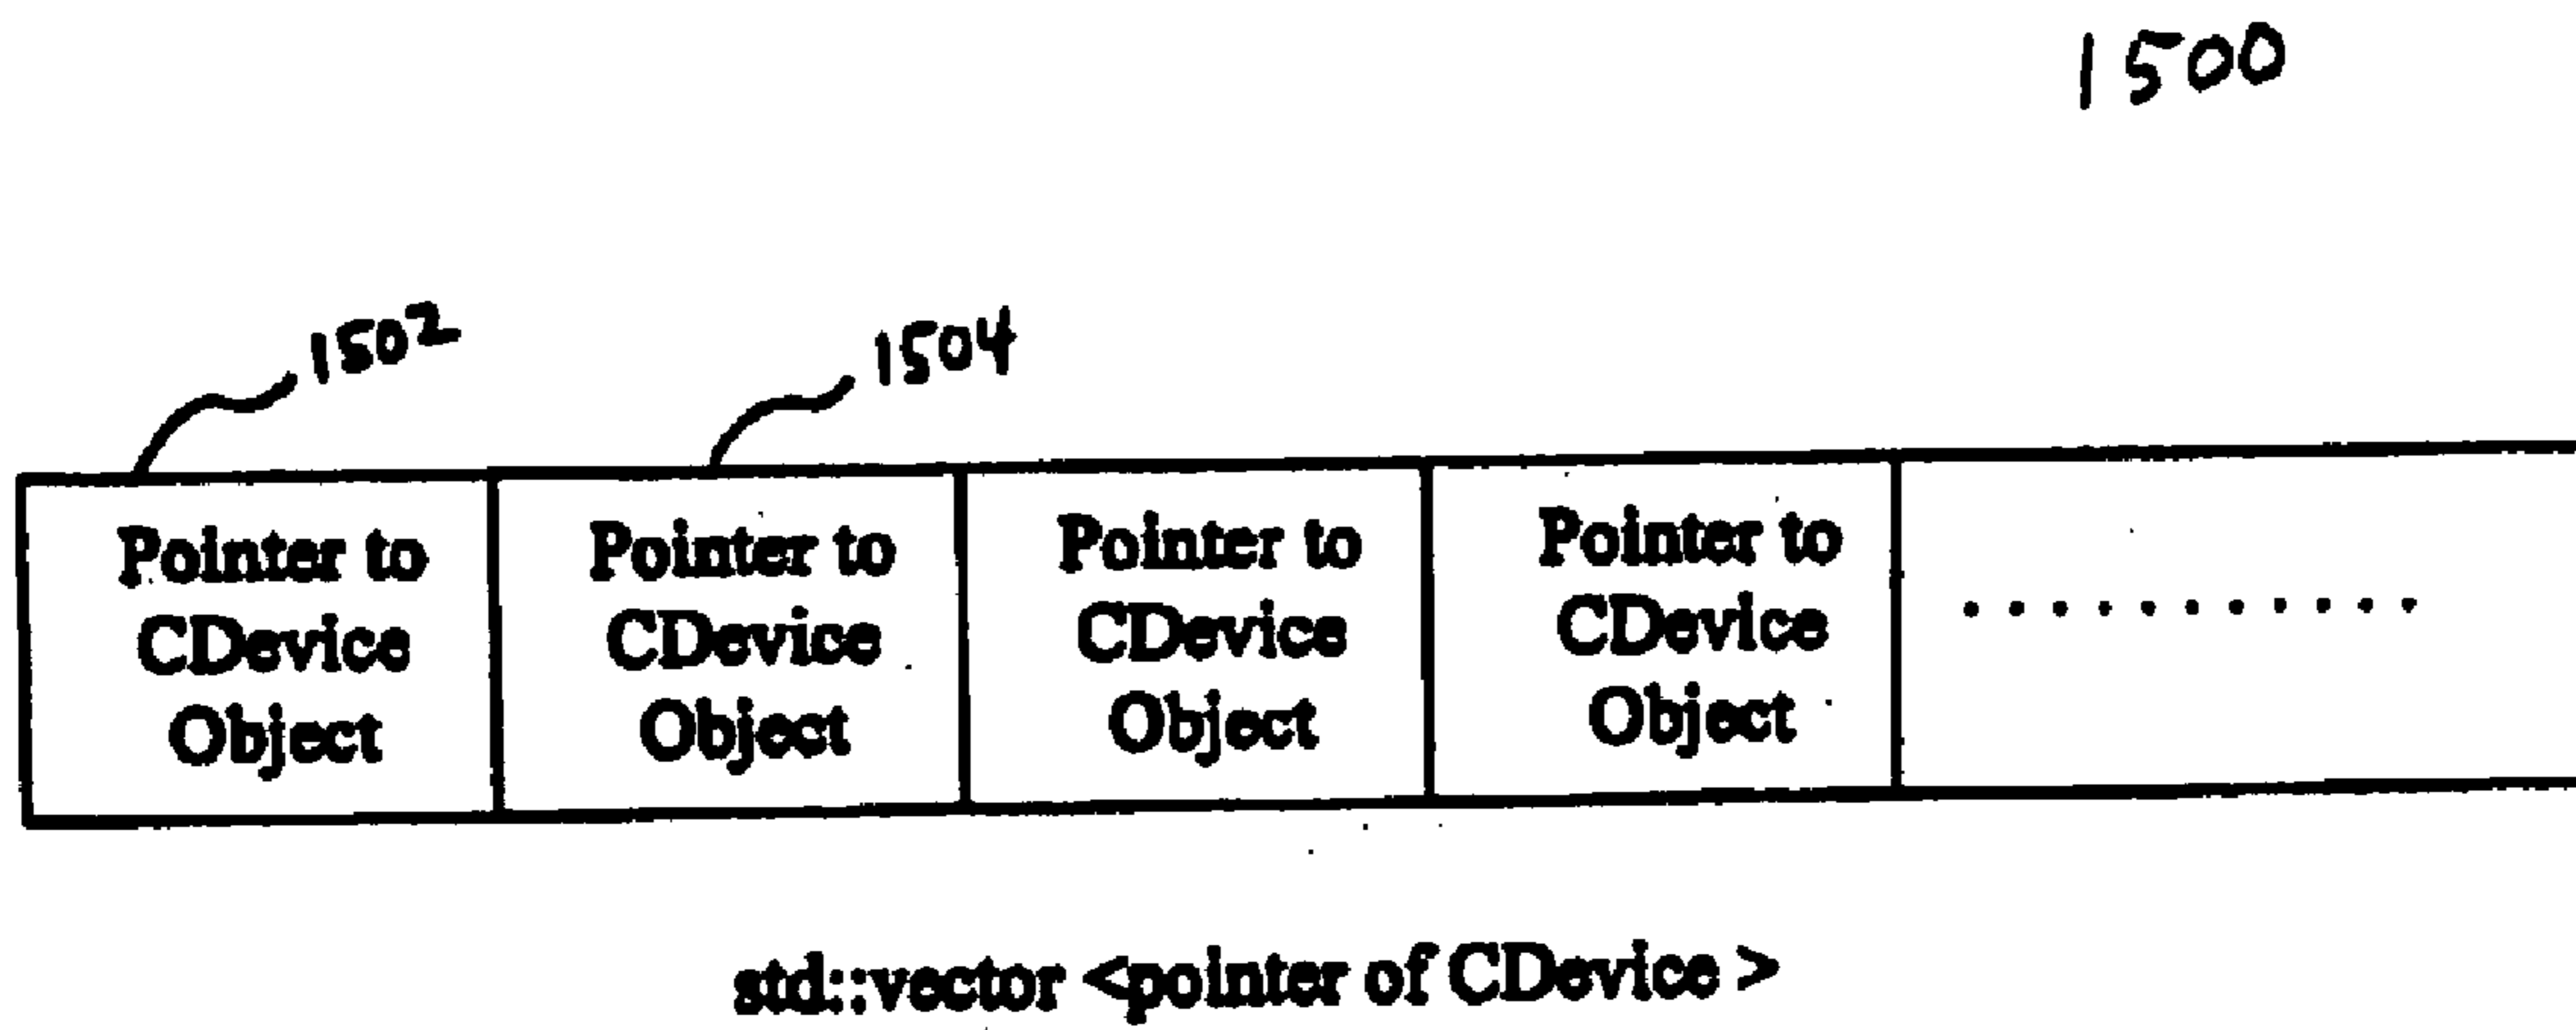 1500
1502
1504
Pointer to
CDevice
Object
Pointer to
CDevice
Object
Pointer to
CDevice
Object
Pointer to
CDevice
Object
...........
std::vector <pointer of CDevice >